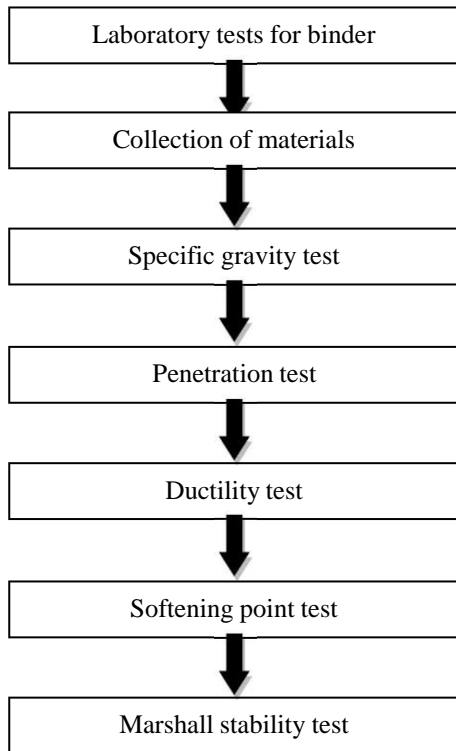 Laboratory tests for binder
Collection of materials
Specific gravity test
Penetration test
Ductility test
Softening point test
Marshall stability test